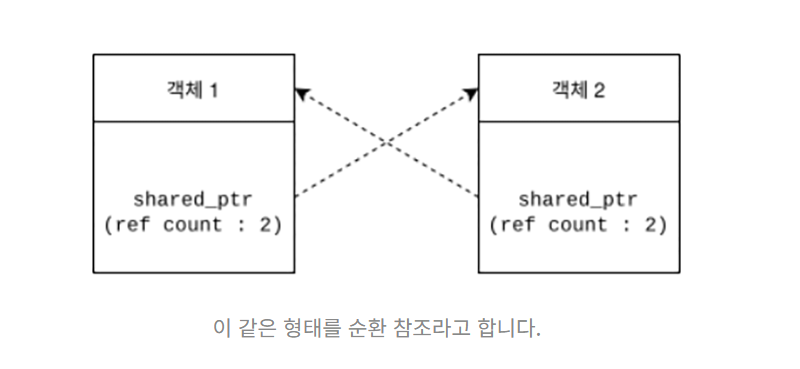 객체 1
shared_ptr
(ref count : 2)
객체 2
shared_ptr
(ref count : 2)
이 같은 형태를 순환 참조라고 합니다.